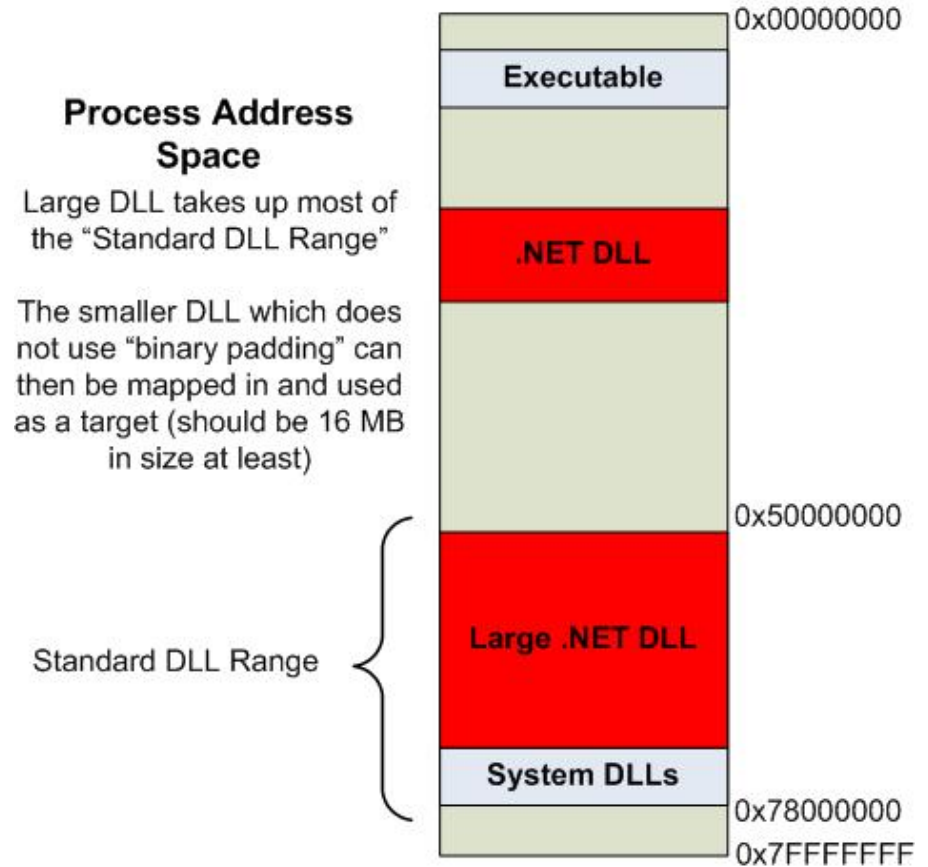 Process Address
Space
Large DLL takes up most of
the “Standard DLL Range”
The smaller DLL which does
not use “binary padding” can
then be mapped in and used
as a target (should be 16 MB
in size at least)
Standard DLL Range
0x00000000
Executable
.NET DLL
0x50000000
Large .NET DLL
System DLLs
0x78000000
0x7FFFFFFF